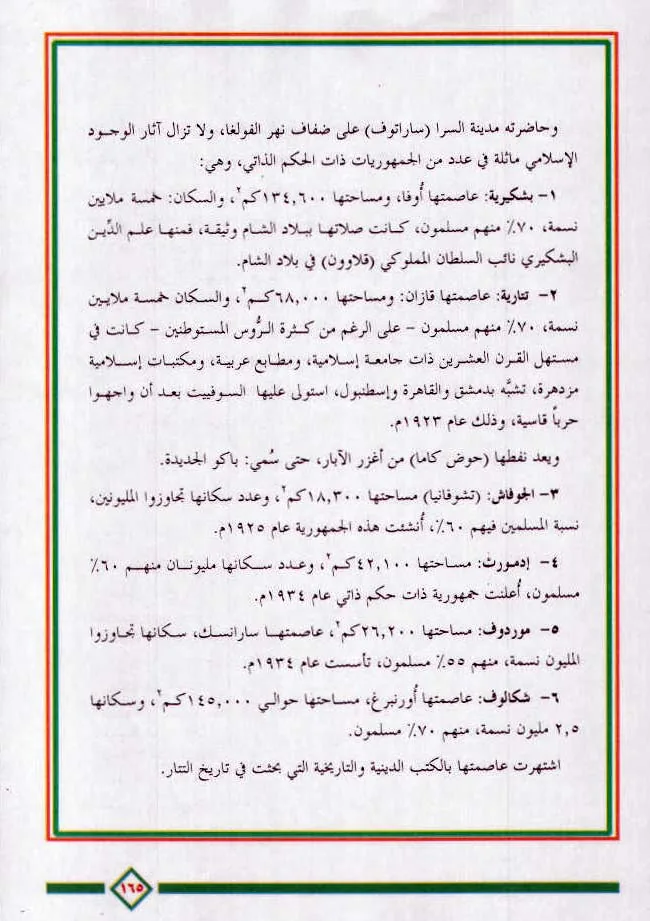 وحاضرته مدينة السرا (ساراتوف) على ضفاف نهر الفولغا، ولا تزال آثار الوجود
الإسلامي ماثلة في عدد من الجمهوريات ذات الحكم الذاتي، وهي:
١- بشكيرية: عاصمتها أُوفا، ومساحتها ١٣٤,٦٠٠كم٢، والسكان: خمسة ملايين
نسمة، ٧٠٪ منهم مسلمون، كانت صلاتها ببلاد الشام وثيقة، فمنها علم الدِّين
البشكيري نائب السلطان المملوكي (قلاوون) في بلاد الشام.
٢- تتارية: عاصمتها قازان: ومساحتها ٦٨,٠٠٠كم٢، والسكان خمسة ملايين
نسمة، ٧٠٪ منهم مسلمون – على الرغم من كثرة الرُّوس المستوطنين – كانت في
مستهل القرن العشرين ذات جامعة إسلامية، ومطابع عربية، ومكتبات إسلامية
مزدهرة، تشبَّه بدمشق والقاهرة وإسطنبول، استولى عليها السوفييت بعد أن واجهوا
حرباً قاسية، وذلك عام ١٩٢٣م.
ويعد نفطها (حوض كاما) من أغزر الآبار، حتى سُمي: باكو الجديدة.
٣- الجوفاش: (تشوفانيا) مساحتها ١٨,٣٠٠كم٢، وعدد سكانها تجاوزوا المليونين،
نسبة المسلمين فيهم ٦٠٪، أُنشئت هذه الجمهورية عام ١٩٢٥م.
٤- إدمورث: مساحتها ٤٢,١٠٠كم٢، وعدد سكانها مليونان منهم ٦٠٪
مسلمون، أُعلنت جمهورية ذات حكم ذاتي عام ١٩٣٤م.
٥- موردوف: مساحتها ٢٦,٢٠٠كم٢، عاصمتها سارانسك، سكانها تجاوزوا
المليون نسمة، منهم ٥٥٪ مسلمون، تأسست عام ١٩٣٤م.
٦- شكالوف: عاصمتها أُورنبرغ، مساحتها حوالي ١٤٥,٠٠٠كم٢، وسكانها
٢,٥ مليون نسمة، منهم ٧٠٪ مسلمون.
اشتهرت عاصمتها بالكتب الدينية والتاريخية التي بحثت في تاريخ التتار.
١٦٥